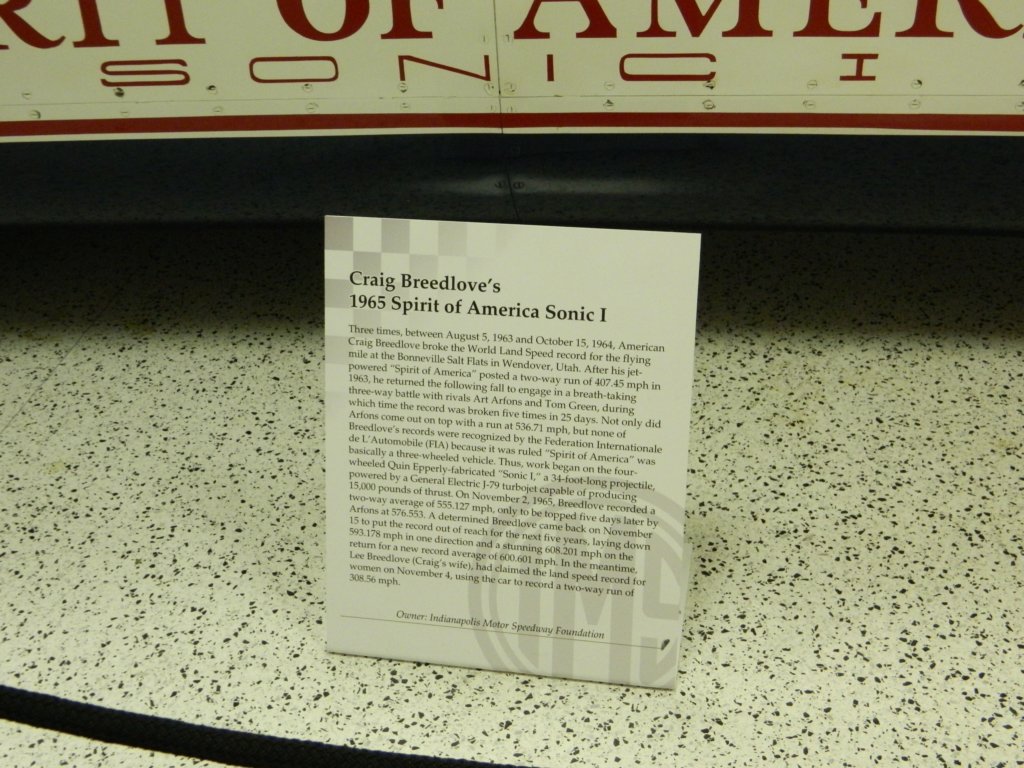 RIT OF AMER
SONIC I
Craig Breedlove's
1965 Spirit of America Sonic I
Three times, between August 5, 1963 and October 15, 1964, American
Craig Breedlove broke the World Land Speed record for the flying
mile at the Bonneville Salt Flats in Wendover, Utah. After his jet-
powered "Spirit of America" posted a two-way run of 407.45 mph in
1963, he returned the following fall to engage in a breath-taking
three-way battle with rivals Art Arfons and Tom Green, during
which time the record was broken five times in 25 days. Not only did
Arfons come out on top with a run at 536.71 mph, but none of
Breedlove's records were recognized by the Federation Internationale
de L'Automobile (FIA) because it was ruled "Spirit of America" was
basically a three-wheeled vehicle. Thus, work began on the four-
wheeled Quin Epperly-fabricated "Sonic I," a 34-foot-long projectile,
powered by a General Electric J-79 turbojet capable of producing
15,000 pounds of thrust. On November 2, 1965, Breedlove recorded a
two-way average of 555.127 mph, only to be topped five days later by
Arfons at 576.553. A determined Breedlove came back on November
15 to put the record out of reach for the next five years, laying down
593.178 mph in one direction and a stunning 608.201 mph on the
return for a new record average of 600.601 mph. In the meantime,
Lee Breedlove (Craig's wife), had claimed the land speed record for
women on November 4, using the car to record a two-way run of
308.56 mph.
Owner: Indianapolis Motor Speedway Foundation
IMS